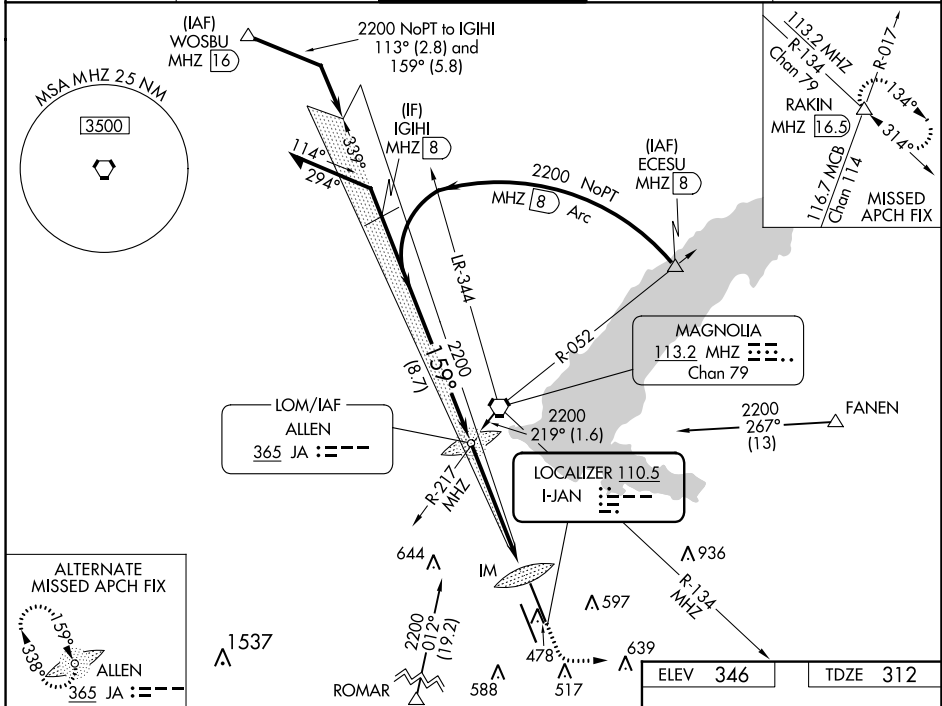 (IAF)
WOSBU
MHZ 16
2200 NoPT to IGIHI
113° (2.8) and
159° (5.8)
MSA MHZ 25 NM
3500
(IF)
IGIHI
MHZ 8
339°
114°
294°
2200 NoPT
MHZ 8 Arc
(IAF)
ECESU
MHZ 8
113.2 MHZ
R-134
Chan 79
R-017
134°
314°
RAKIN
MHZ 16.5
116.7 MCB
Chan 114
MISSED
APCH FIX
LR-344
R-052
2200
159°
(8.7)
MAGNOLIA
113.2 MHZ
Chan 79
LOM/IAF
ALLEN
365 JA
2200
219° (1.6)
2200
267°
(13)
FANEN
R-217
MHZ
LOCALIZER 110.5
I-JAN
644
IM
936
R-134
MHZ
597
ALTERNATE
MISSED APCH FIX
159°
338°
ALLEN
365 JA
1537
2200
012°
(19.2)
ROMAR
478
639
588
517
ELEV 346
TDZE 312